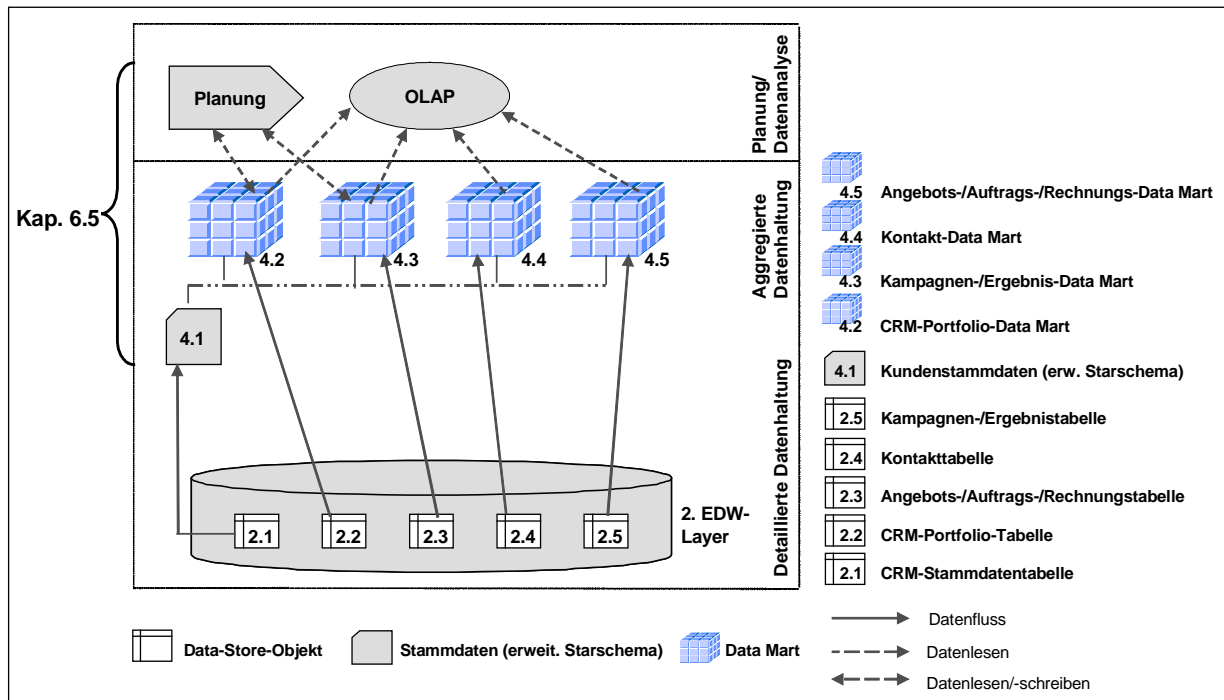 Planung
OLAP
Planung/
Datenanalyse
Kap. 6.5
4.2
4.3
4.4
4.5
Aggregierte
Datenhaltung
4.1
2.1
2.2
2.3
2.4
2.5
2. EDW-
Layer
Detaillierte Datenhaltung
4.5 Angebots-/Auftrags-/Rechnungs-Data Mart
4.4 Kontakt-Data Mart
4.3 Kampagnen-/Ergebnis-Data Mart
4.2 CRM-Portfolio-Data Mart
4.1 Kundenstammdaten (erw. Starschema)
2.5 Kampagnen-/Ergebnistabelle
2.4 Kontakttabelle
2.3 Angebots-/Auftrags-/Rechnungstabelle
2.2 CRM-Portfolio-Tabelle
2.1 CRM-Stammdatentabelle
Data-Store-Objekt
Stammdaten (erweit. Starschema)
Data Mart
Datenfluss
Datenlesen
Datenlesen/-schreiben